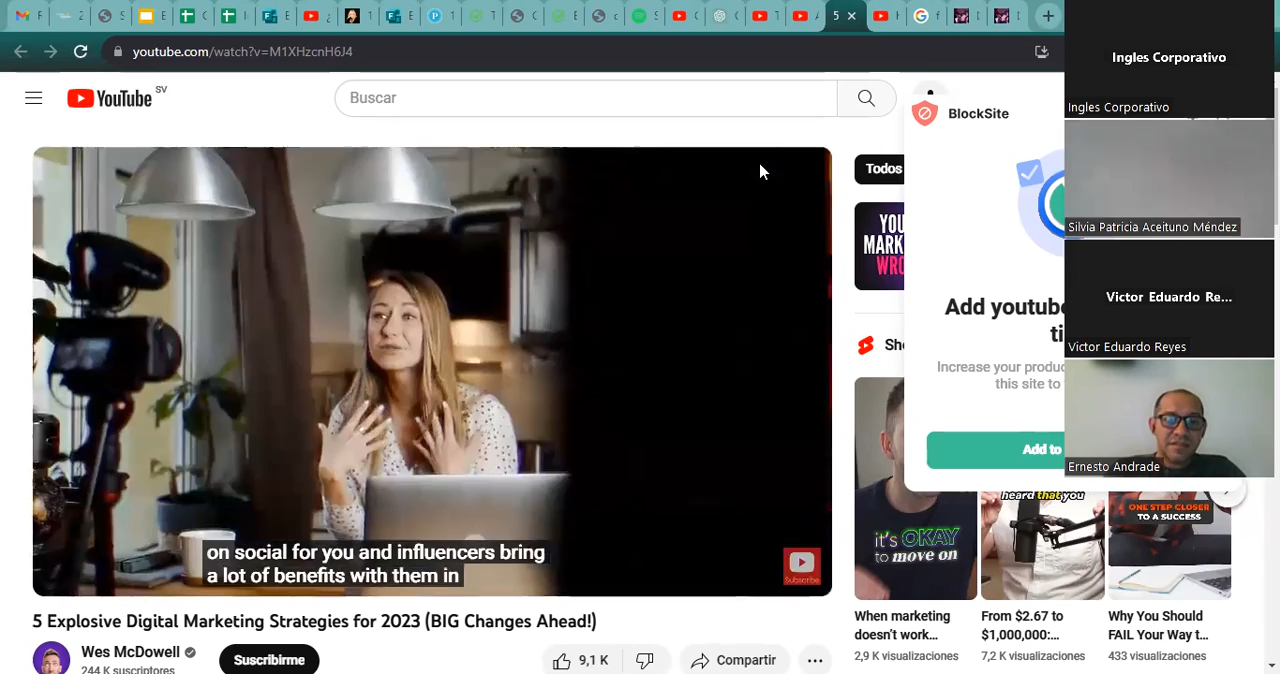 youtube.com/watch?v=M1XHzcnH6J4
YouTube SV
Buscar
BlockSite
Todos
Add youtube
Increase your produc
this site to
Add to
on social for you and influencers bring
a lot of benefits with them in
Subscribe
5 Explosive Digital Marketing Strategies for 2023 (BIG Changes Ahead!)
Wes McDowell
244 K suscriptores
Suscribirme
9,1 K
Compartir
YOU
MARK
WRO
Sho
it's OKAY
to move on
heard that you
ONE STEP CLOSER
TO A SUCCESS
When marketing
doesn't work...
2,9 K visualizaciones
From $2.67 to
$1,000,000:...
7,2 K visualizaciones
Why You Should
FAIL Your Way t...
433 visualizaciones
Ingles Corporativo
Ingles Corporativo
Silvia Patricia Aceituno Méndez
Victor Eduardo Re...
Victor Eduardo Reyes
Ernesto Andrade